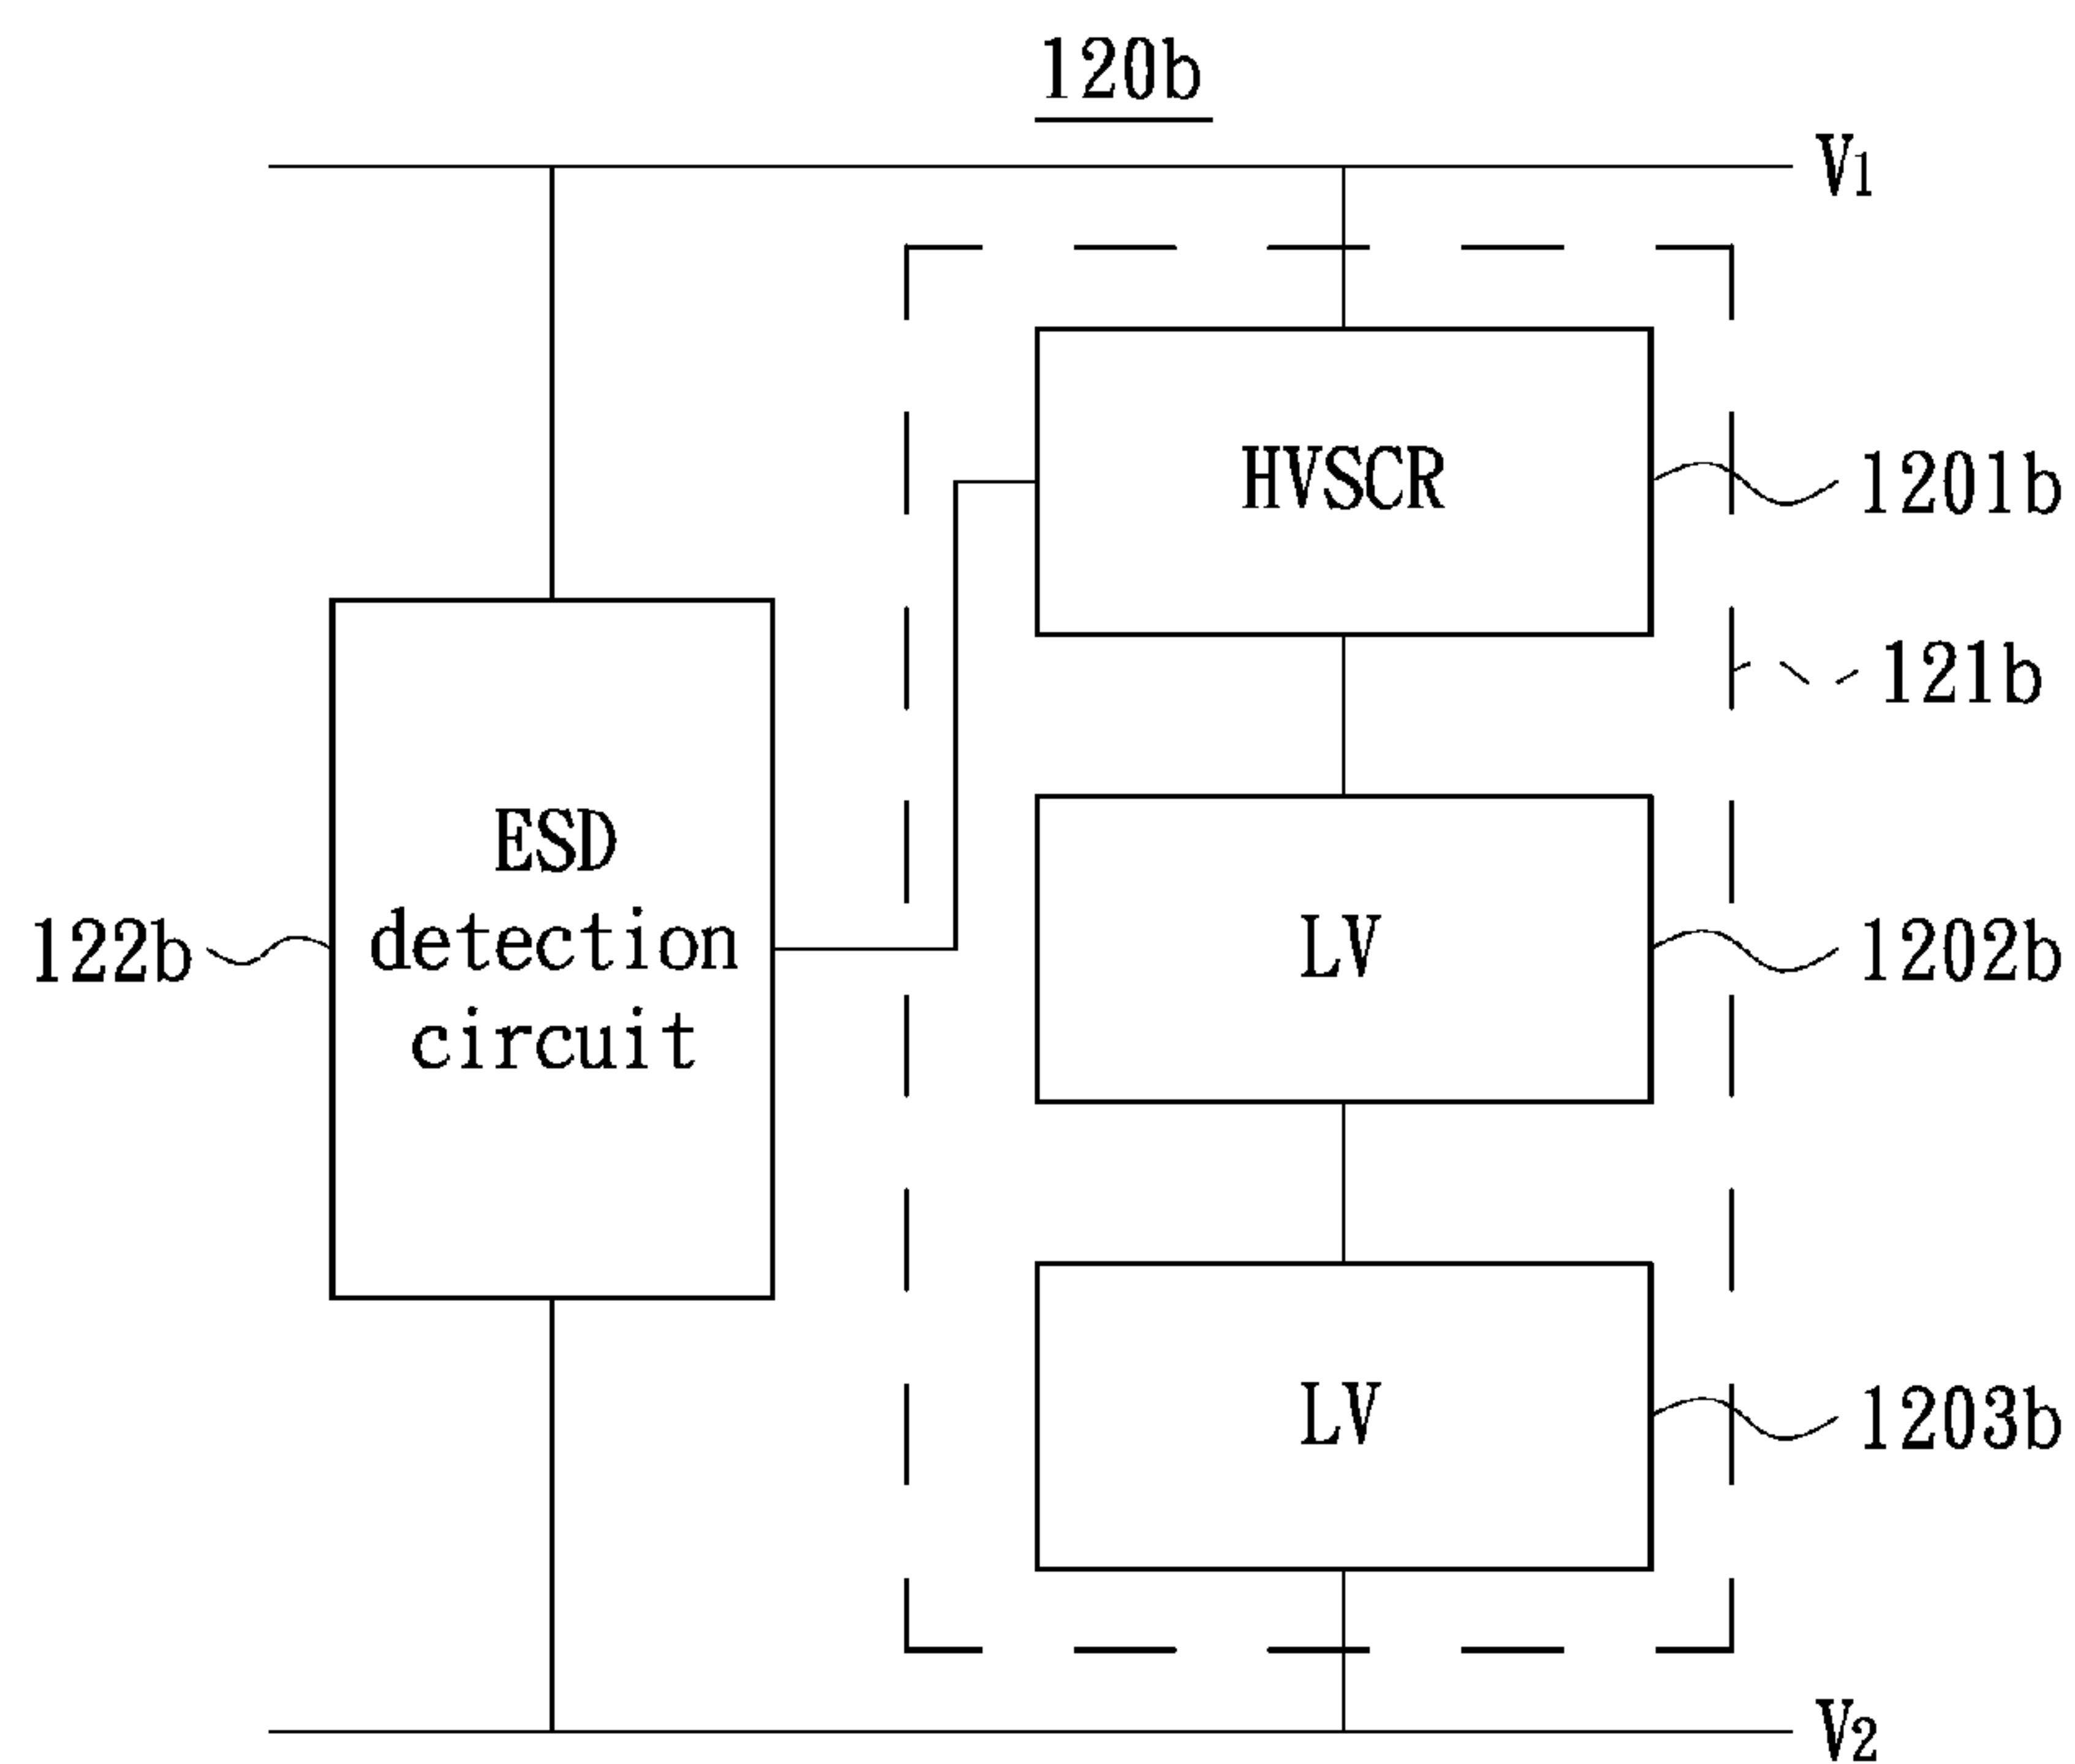 120b
V1
HVSCR
1201b
121b
ESD
detection
circuit
122b
LV
1202b
LV
1203b
V2